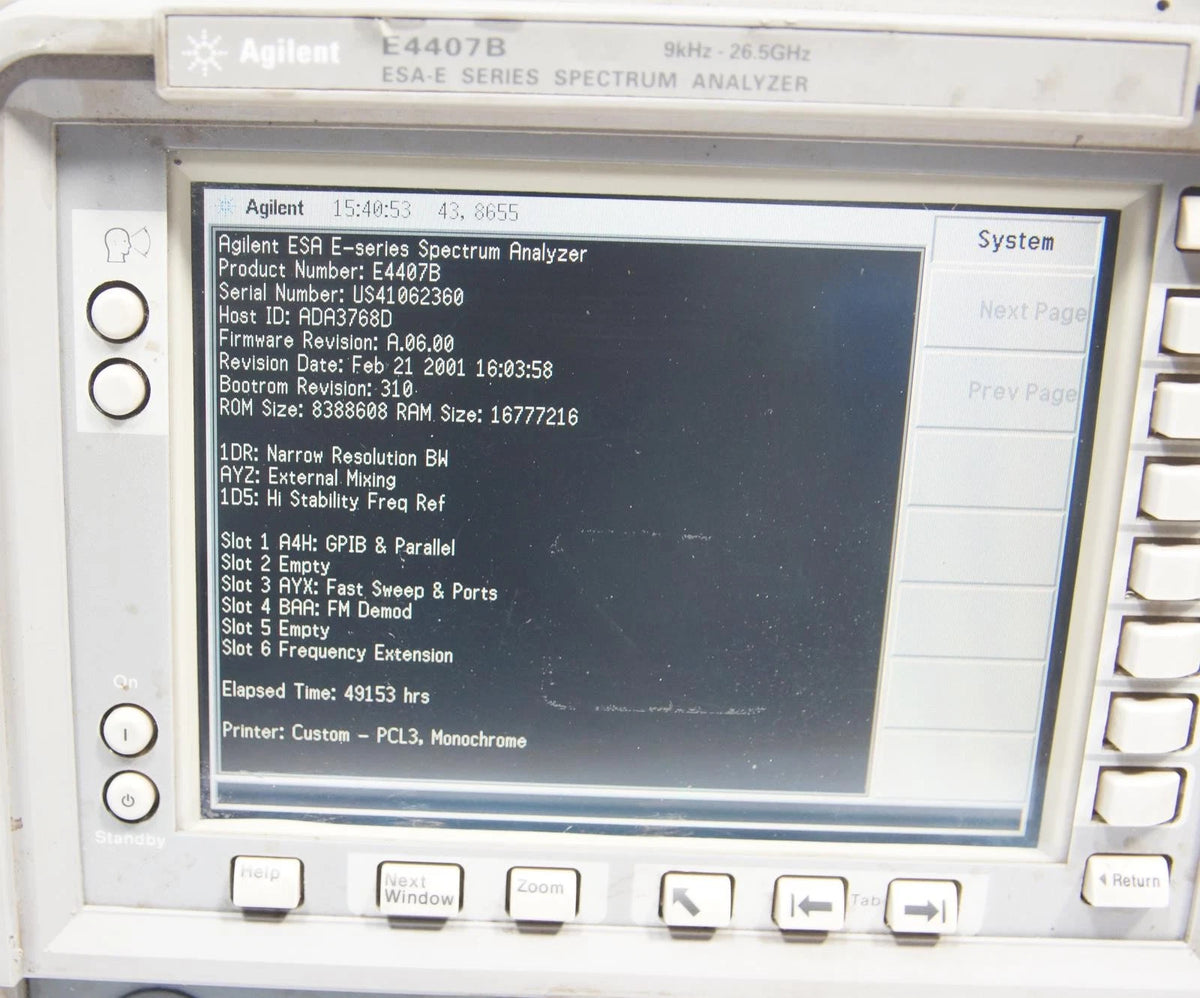 Agilent E4407B 9kHz - 26.5GHz
ESA-E SERIES SPECTRUM ANALYZER
Agilent 15:40:53 43, 8655
System
Next Page
Prev Page
Agilent ESA E-series Spectrum Analyzer
Product Number: E4407B
Serial Number: US41062360
Host ID: ADA3768D
Firmware Revision: A.06.00
Revision Date: Feb 21 2001 16:03:58
Bootrom Revision: 310
ROM Size: 8388608 RAM Size: 16777216
1DR: Narrow Resolution BW
AYZ: External Mixing
1D5: Hi Stability Freq Ref
Slot 1 A4H: GPIB & Parallel
Slot 2 Empty
Slot 3 AYX: Fast Sweep & Ports
Slot 4 BAA: FM Demod
Slot 5 Empty
Slot 6 Frequency Extension
Elapsed Time: 49153 hrs
Printer: Custom - PCL3, Monochrome
On
Standby
Help
Next
Window
Zoom
Tab
Return